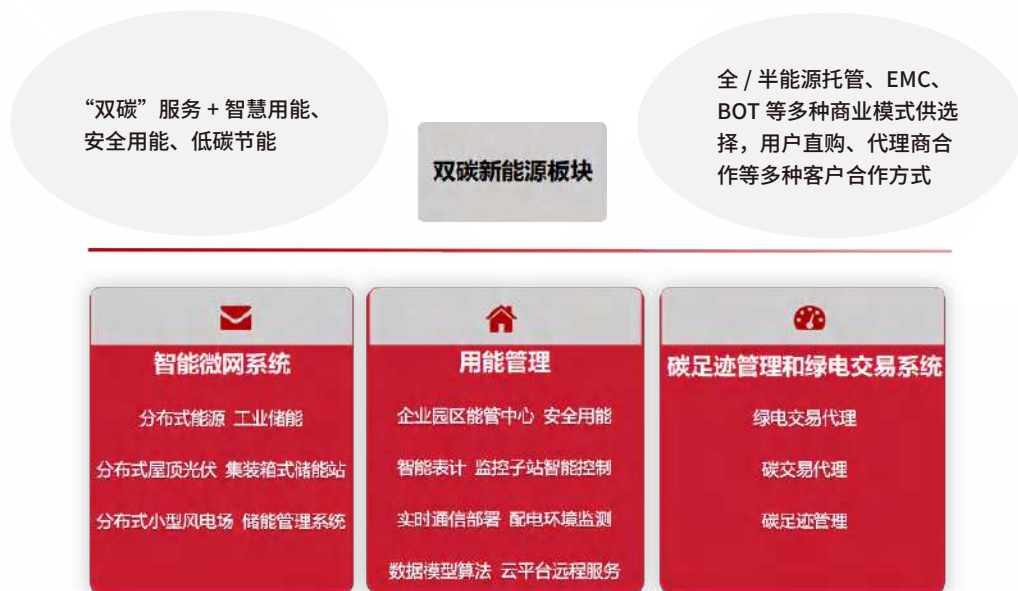 “双碳”服务 + 智慧用能、
安全用能、低碳节能
双碳新能源板块
全 / 半能源托管、EMC、
BOT 等多种商业模式供选
择，用户直购、代理商合
作等多种客户合作方式
智能微网系统
分布式能源 工业储能
分布式屋顶光伏 集装箱式储能站
分布式小型风电场 储能管理系统
用能管理
企业园区能管中心 安全用能
智能表计 监控子站智能控制
实时通信部署 配电环境监测
数据模型算法 云平台远程服务
碳足迹管理和绿电交易系统
绿电交易代理
碳交易代理
碳足迹管理